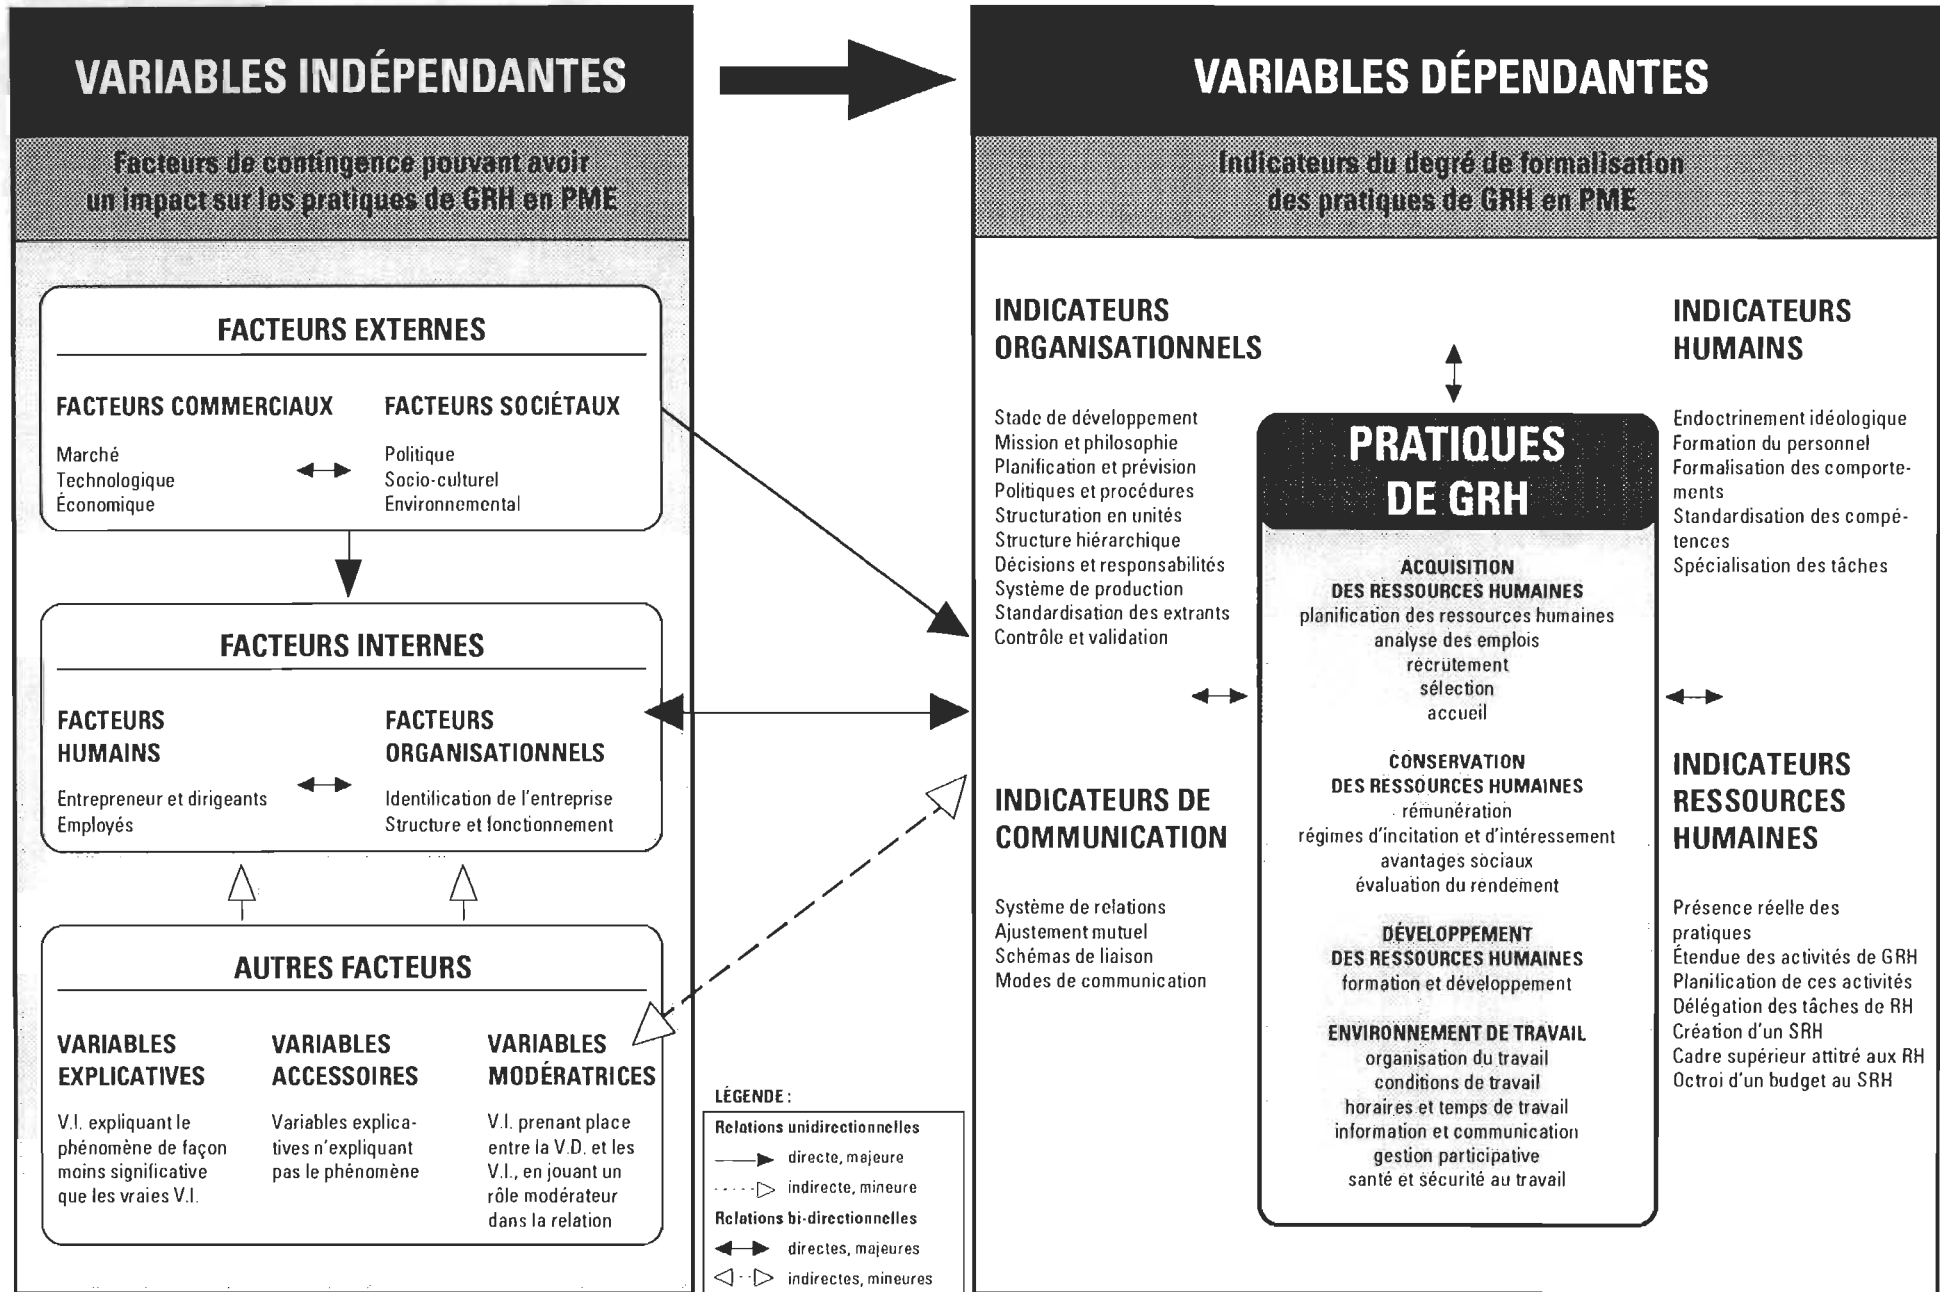 VARIABLES INDÉPENDANTES
Facteurs de contingence pouvant avoir
un impact sur les pratiques de GRH en PME
FACTEURS EXTERNES
FACTEURS COMMERCIAUX
Marché
Technologique
Économique
FACTEURS SOCIÉTAUX
Politique
Socio-culturel
Environnemental
FACTEURS INTERNES
FACTEURS
HUMAINS
Entrepreneur et dirigeants
Employés
FACTEURS
ORGANISATIONNELS
Identification de l'entreprise
Structure et fonctionnement
AUTRES FACTEURS
VARIABLES
EXPLICATIVES
V.I. expliquant le
phénomène de façon
moins significative
que les vraies V.I.
VARIABLES
ACCESSOIRES
Variables explica-
tives n'expliquant
pas le phénomène
VARIABLES
MODÉRATRICES
V.I. prenant place
entre la V.D. et les
V.I., en jouant un
rôle modérateur
dans la relation
LÉGENDE :
Relations unidirectionnelles
directe, majeure
indirecte, mineure
Relations bi-directionnelles
directes, majeures
indirectes, mineures
VARIABLES DÉPENDANTES
Indicateurs du degré de formalisation
des pratiques de GRH en PME
INDICATEURS
ORGANISATIONNELS
Stade de développement
Mission et philosophie
Planification et prévision
Politiques et procédures
Structuration en unités
Structure hiérarchique
Décisions et responsabilités
Système de production
Standardisation des extrants
Contrôle et validation
INDICATEURS DE
COMMUNICATION
Système de relations
Ajustement mutuel
Schémas de liaison
Modes de communication
PRATIQUES
DE GRH
ACQUISITION
DES RESSOURCES HUMAINES
planification des ressources humaines
analyse des emplois
recrutement
sélection
accueil
CONSERVATION
DES RESSOURCES HUMAINES
rémunération
régimes d'incitation et d'intéressement
avantages sociaux
évaluation du rendement
DÉVELOPPEMENT
DES RESSOURCES HUMAINES
formation et développement
ENVIRONNEMENT DE TRAVAIL
organisation du travail
conditions de travail
horaires et temps de travail
information et communication
gestion participative
santé et sécurité au travail
INDICATEURS
HUMAINS
Endoctrinement idéologique
Formation du personnel
Formalisation des comporte-
ments
Standardisation des compé-
tences
Spécialisation des tâches
INDICATEURS
RESSOURCES
HUMAINES
Présence réelle des
pratiques
Étendue des activités de GRH
Planification de ces activités
Délégation des tâches de RH
Création d'un SRH
Cadre supérieur attitré aux RH
Octroi d'un budget au SRH